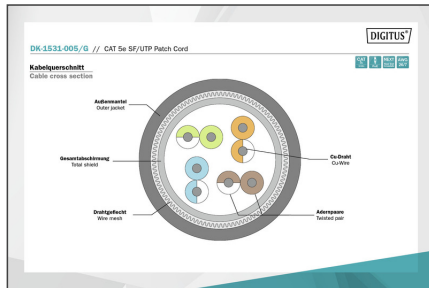 DIGITUS®
DK-1531-005/G // CAT 5e SF/UTP Patch Cord
Kabelquerschnitt
Cable cross section
Außenmantel
Outer jacket
Gesamtabschirmung
Total shield
Cu-Draht
Cu-Wire
Drahtgeflecht
Wire mesh
Adernpaare
Twisted pair